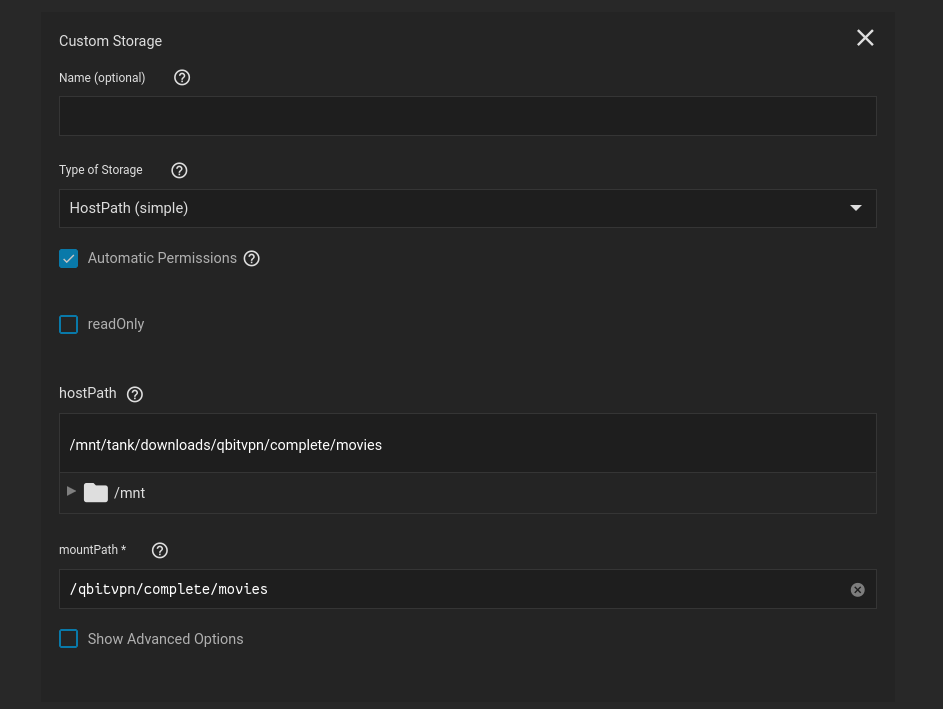 Custom Storage
Name (optional)
Type of Storage
HostPath (simple)
Automatic Permissions
readOnly
hostPath
/mnt/tank/downloads/qbitvpn/complete/movies
/mnt
mountPath *
/qbitvpn/complete/movies
Show Advanced Options